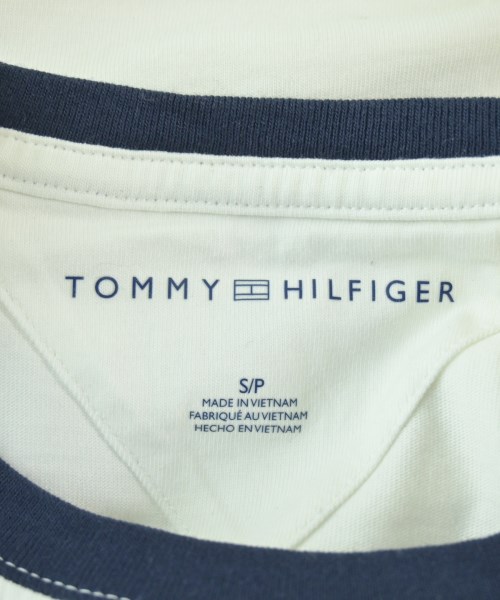 TOMMY HILFIGER
S/P
MADE IN VIETNAM
FABRIQUÉ AU VIETNAM
HECHO EN VIETNAM